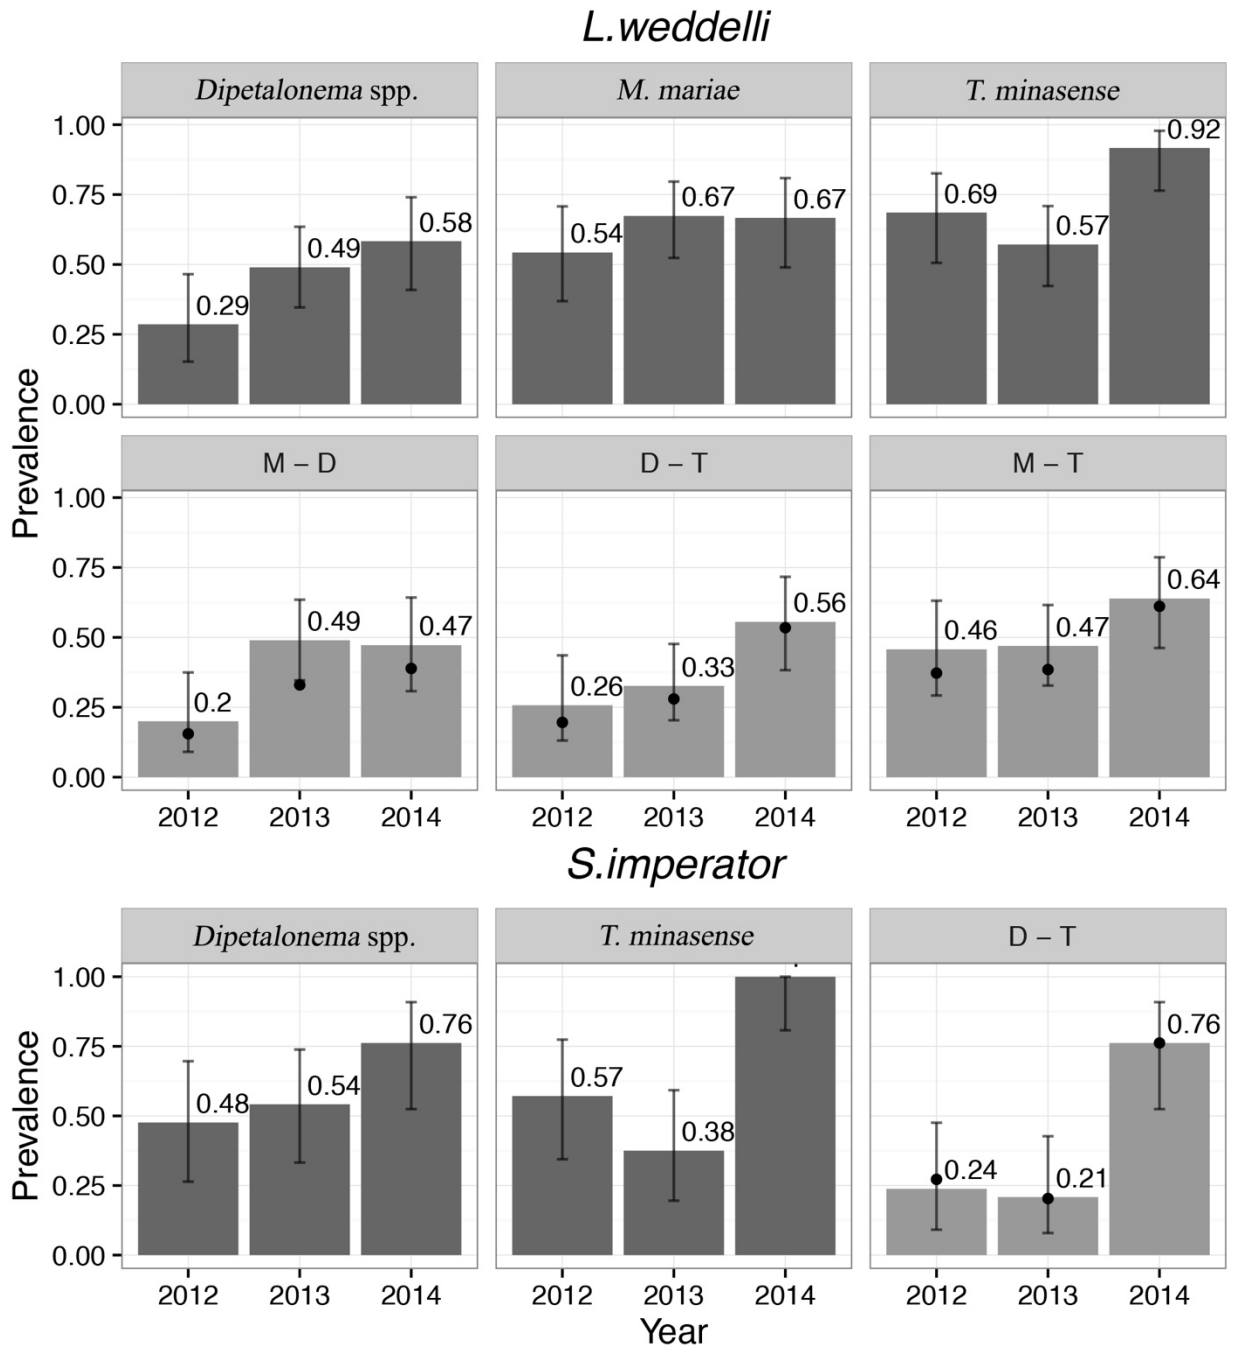 L.weddelli
Dipetalonema spp. M. mariae T. minasense
1.00
0.75
0.50
0.25
0.00
0.29 0.49 0.58
0.54 0.67 0.67
0.69 0.57 0.92
Prevalence
M – D D – T M – T
1.00
0.75
0.50
0.25
0.00
0.2 0.49 0.47
0.26 0.33 0.56
0.46 0.47 0.64
2012 2013 2014 2012 2013 2014 2012 2013 2014
S.imperator
Dipetalonema spp. T. minasense D – T
Prevalence
1.00
0.75
0.50
0.25
0.00
0.48 0.54 0.76
0.57 0.38
0.24 0.21 0.76
2012 2013 2014 2012 2013 2014 2012 2013 2014
Year